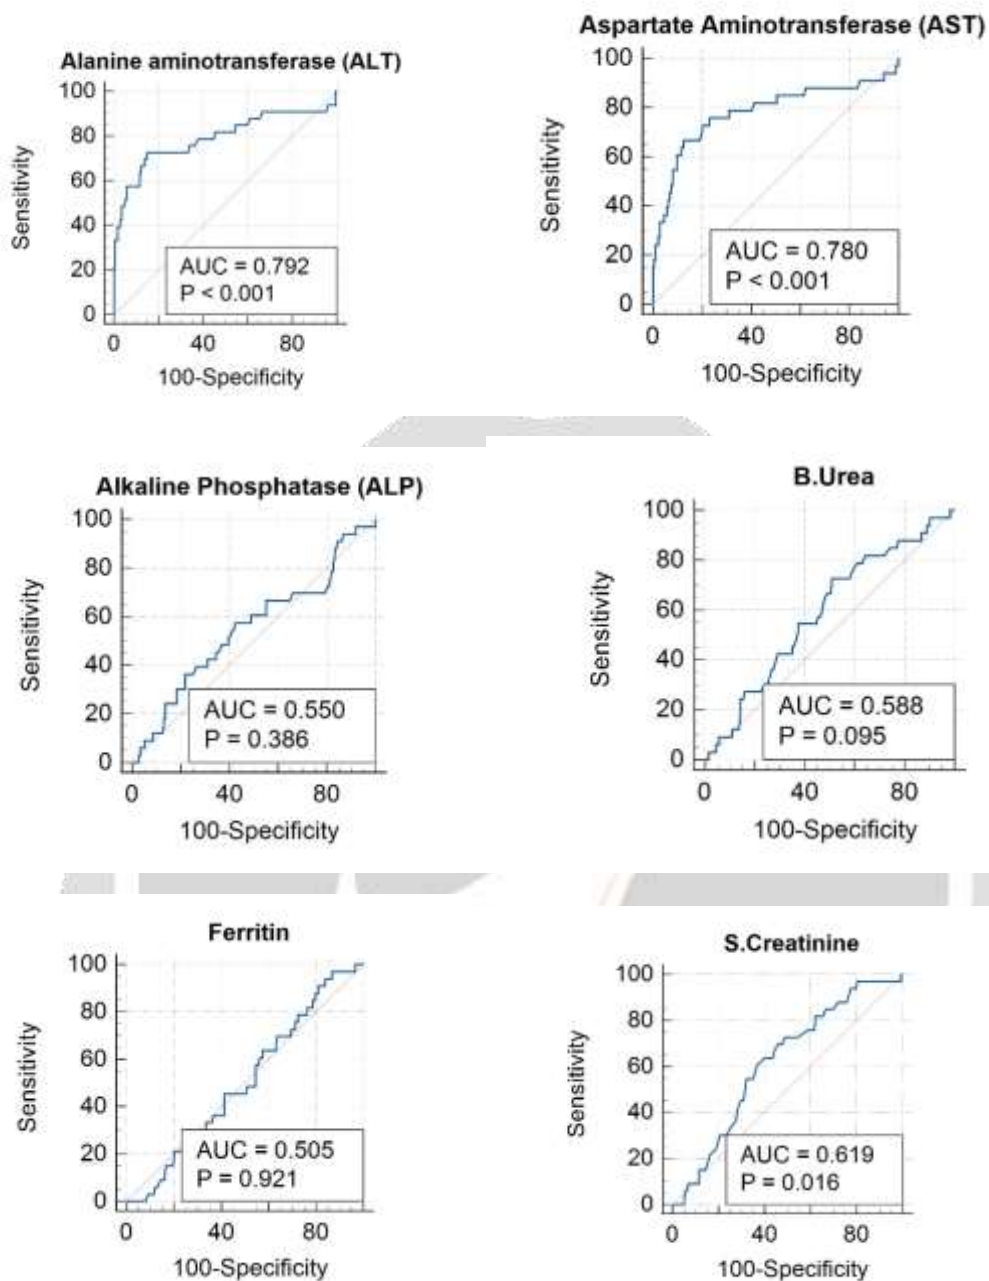 Alanine aminotransferase (ALT)
100
80
60
40
20
0
Sensitivity
AUC = 0.792
P < 0.001
0 40 80
100-Specificity
Aspartate Aminotransferase (AST)
100
80
60
40
20
0
Sensitivity
AUC = 0.780
P < 0.001
0 40 80
100-Specificity
Alkaline Phosphatase (ALP)
100
80
60
40
20
0
Sensitivity
AUC = 0.550
P = 0.386
0 40 80
100-Specificity
B.Urea
100
80
60
40
20
0
Sensitivity
AUC = 0.588
P = 0.095
0 40 80
100-Specificity
Ferritin
100
80
60
40
20
0
Sensitivity
AUC = 0.505
P = 0.921
0 40 80
100-Specificity
S.Creatinine
100
80
60
40
20
0
Sensitivity
AUC = 0.619
P = 0.016
0 40 80
100-Specificity